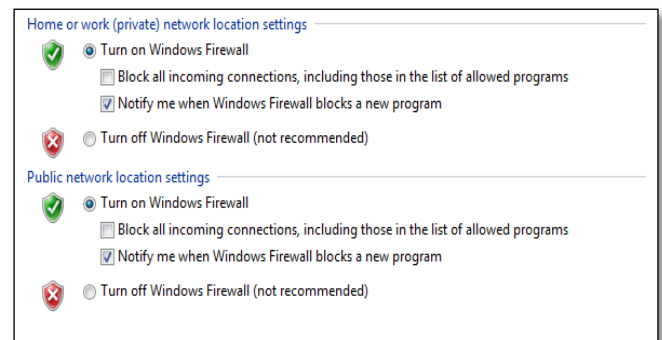 Home or work (private) network location settings
Turn on Windows Firewall
Block all incoming connections, including those in the list of allowed programs
Notify me when Windows Firewall blocks a new program
Turn off Windows Firewall (not recommended)
Public network location settings
Turn on Windows Firewall
Block all incoming connections, including those in the list of allowed programs
Notify me when Windows Firewall blocks a new program
Turn off Windows Firewall (not recommended)